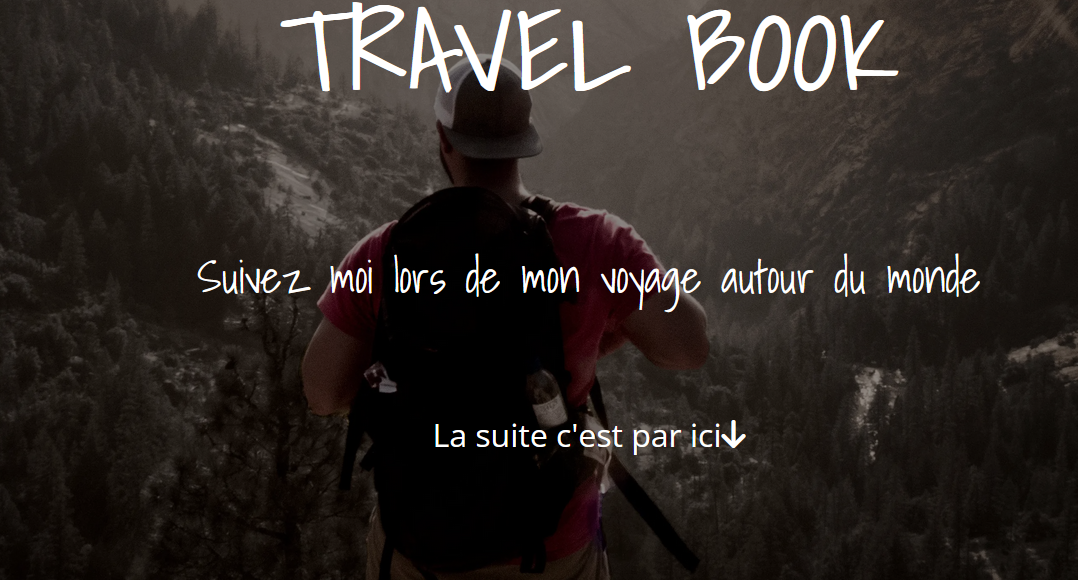 TRAVEL BOOK
Suivez moi lors de mon voyage autour du monde
La suite c'est par ici↓